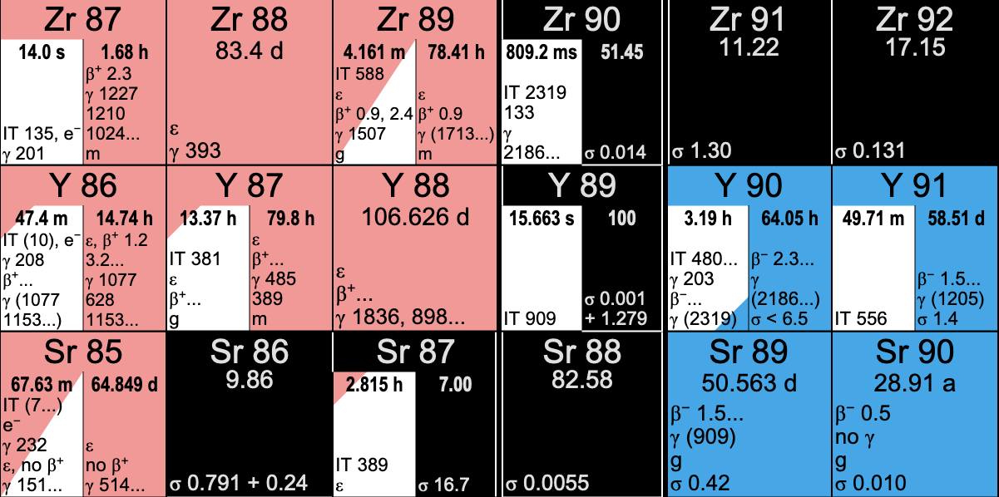 Zr 87
14.0 s
IT 135, e⁻
γ 201
1.68 h
β⁺ 2.3
γ 1227
1210
1024...
m
Zr 88
83.4 d
ε
γ 393
Zr 89
4.161 m
IT 588
ε
β⁺ 0.9, 2.4
γ 1507
g
78.41 h
ε
β⁺ 0.9
γ (1713...)
m
Zr 90
809.2 ms
IT 2319
133
γ
2186...
51.45
σ 0.014
Zr 91
11.22
σ 1.30
Zr 92
17.15
σ 0.131
Y 86
47.4 m
IT (10), e⁻
γ 208
β⁺...
γ (1077
1153...)
14.74 h
ε, β⁺ 1.2
3.2...
γ 1077
628
1153...
Y 87
13.37 h
IT 381
ε
β⁺...
g
79.8 h
ε
β⁺...
γ 485
389
m
Y 88
106.626 d
ε
β⁺...
γ 1836, 898...
Y 89
15.663 s
IT 909
100
σ 0.001
+ 1.279
Y 90
3.19 h
IT 480...
γ 203
β⁻...
γ (2319)
64.05 h
β⁻ 2.3...
γ
(2186...)
σ < 6.5
Y 91
49.71 m
IT 556
58.51 d
β⁻ 1.5...
γ (1205)
σ 1.4
Sr 85
67.63 m
IT (7...)
e⁻
γ 232
ε, no β⁺
γ 151...
64.849 d
ε
no β⁺
γ 514...
Sr 86
9.86
σ 0.791 + 0.24
Sr 87
2.815 h
IT 389
ε
7.00
σ 16.7
Sr 88
82.58
σ 0.0055
Sr 89
50.563 d
β⁻ 1.5...
γ (909)
g
σ 0.42
Sr 90
28.91 a
β⁻ 0.5
no γ
g
σ 0.010